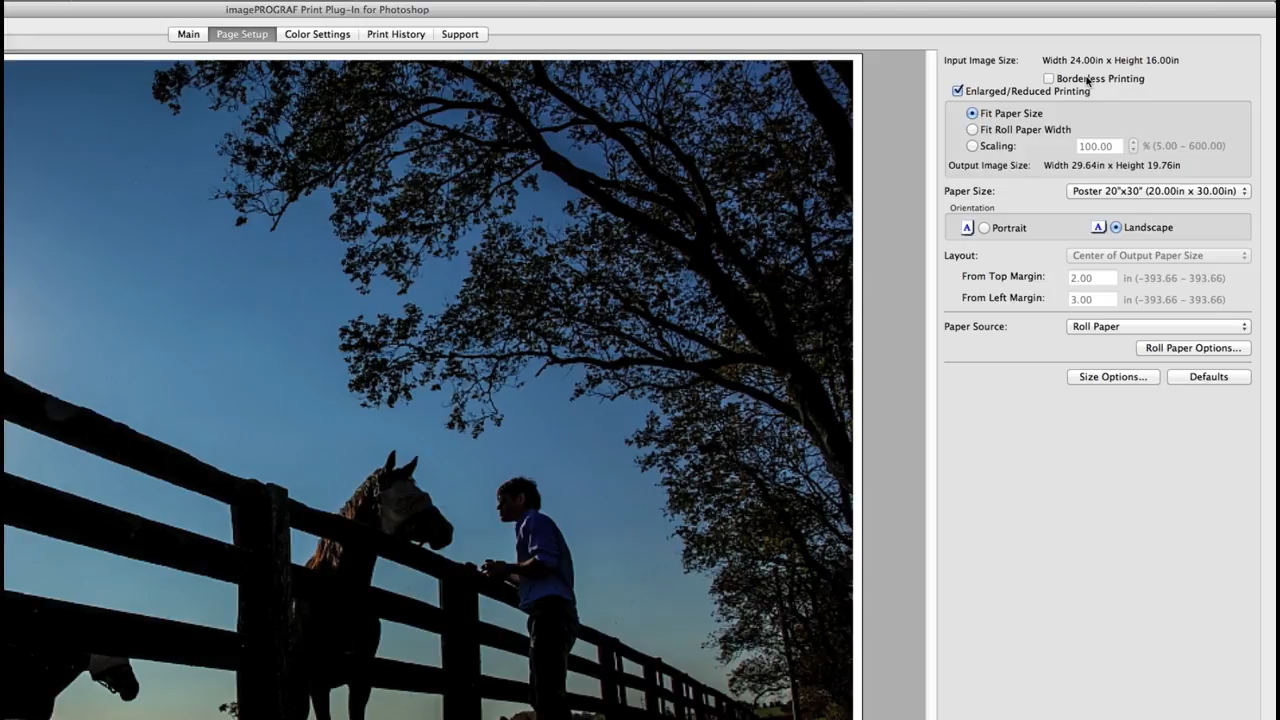 imagePROGRAF Print Plug-In for Photoshop
Main Page Setup Color Settings Print History Support
Input Image Size: Width 24.00in x Height 16.00in
Borderless Printing
Enlarged/Reduced Printing
Fit Paper Size
Fit Roll Paper Width
Scaling: 100.00 % (5.00 - 600.00)
Output Image Size: Width 29.64in x Height 19.76in
Paper Size: Poster 20"x30" (20.00in x 30.00in)
Orientation
A Portrait A Landscape
Layout: Center of Output Paper Size
From Top Margin: 2.00 in (-393.66 - 393.66)
From Left Margin: 3.00 in (-393.66 - 393.66)
Paper Source: Roll Paper
Roll Paper Options...
Size Options... Defaults